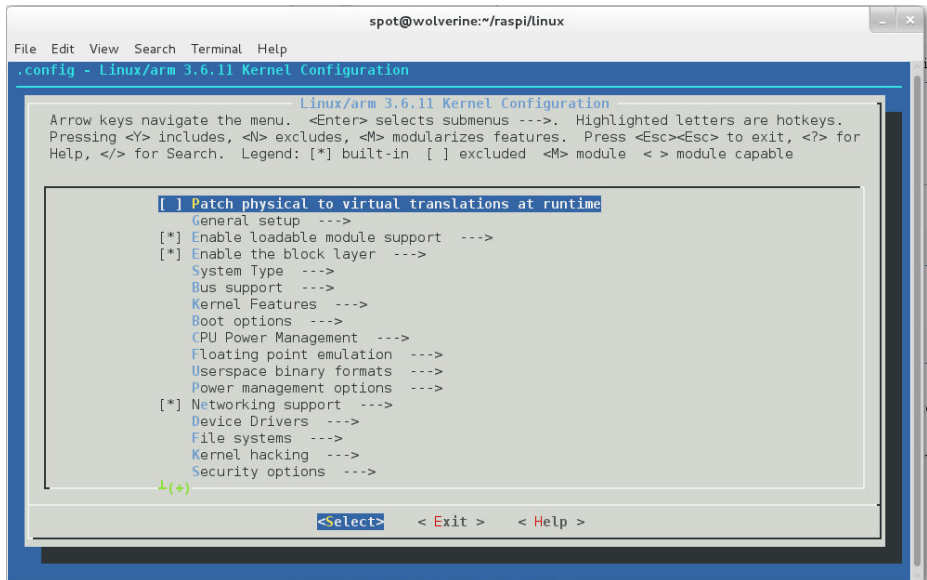 spot@wolverine:~/raspi/linux
File Edit View Search Terminal Help
.config - Linux/arm 3.6.11 Kernel Configuration
Linux/arm 3.6.11 Kernel Configuration
Arrow keys navigate the menu. <Enter> selects submenus --->. Highlighted letters are hotkeys.
Pressing <Y> includes, <N> excludes, <M> modularizes features. Press <Esc><Esc> to exit, <?> for
Help, </> for Search. Legend: [*] built-in [ ] excluded <M> module < > module capable
[ ] Patch physical to virtual translations at runtime
General setup --->
[*] Enable loadable module support --->
[*] Enable the block layer --->
System Type --->
Bus support --->
Kernel Features --->
Boot options --->
CPU Power Management --->
Floating point emulation --->
Userspace binary formats --->
Power management options --->
[*] Networking support --->
Device Drivers --->
File systems --->
Kernel hacking --->
Security options --->
┴(+)
<Select> < Exit > < Help >